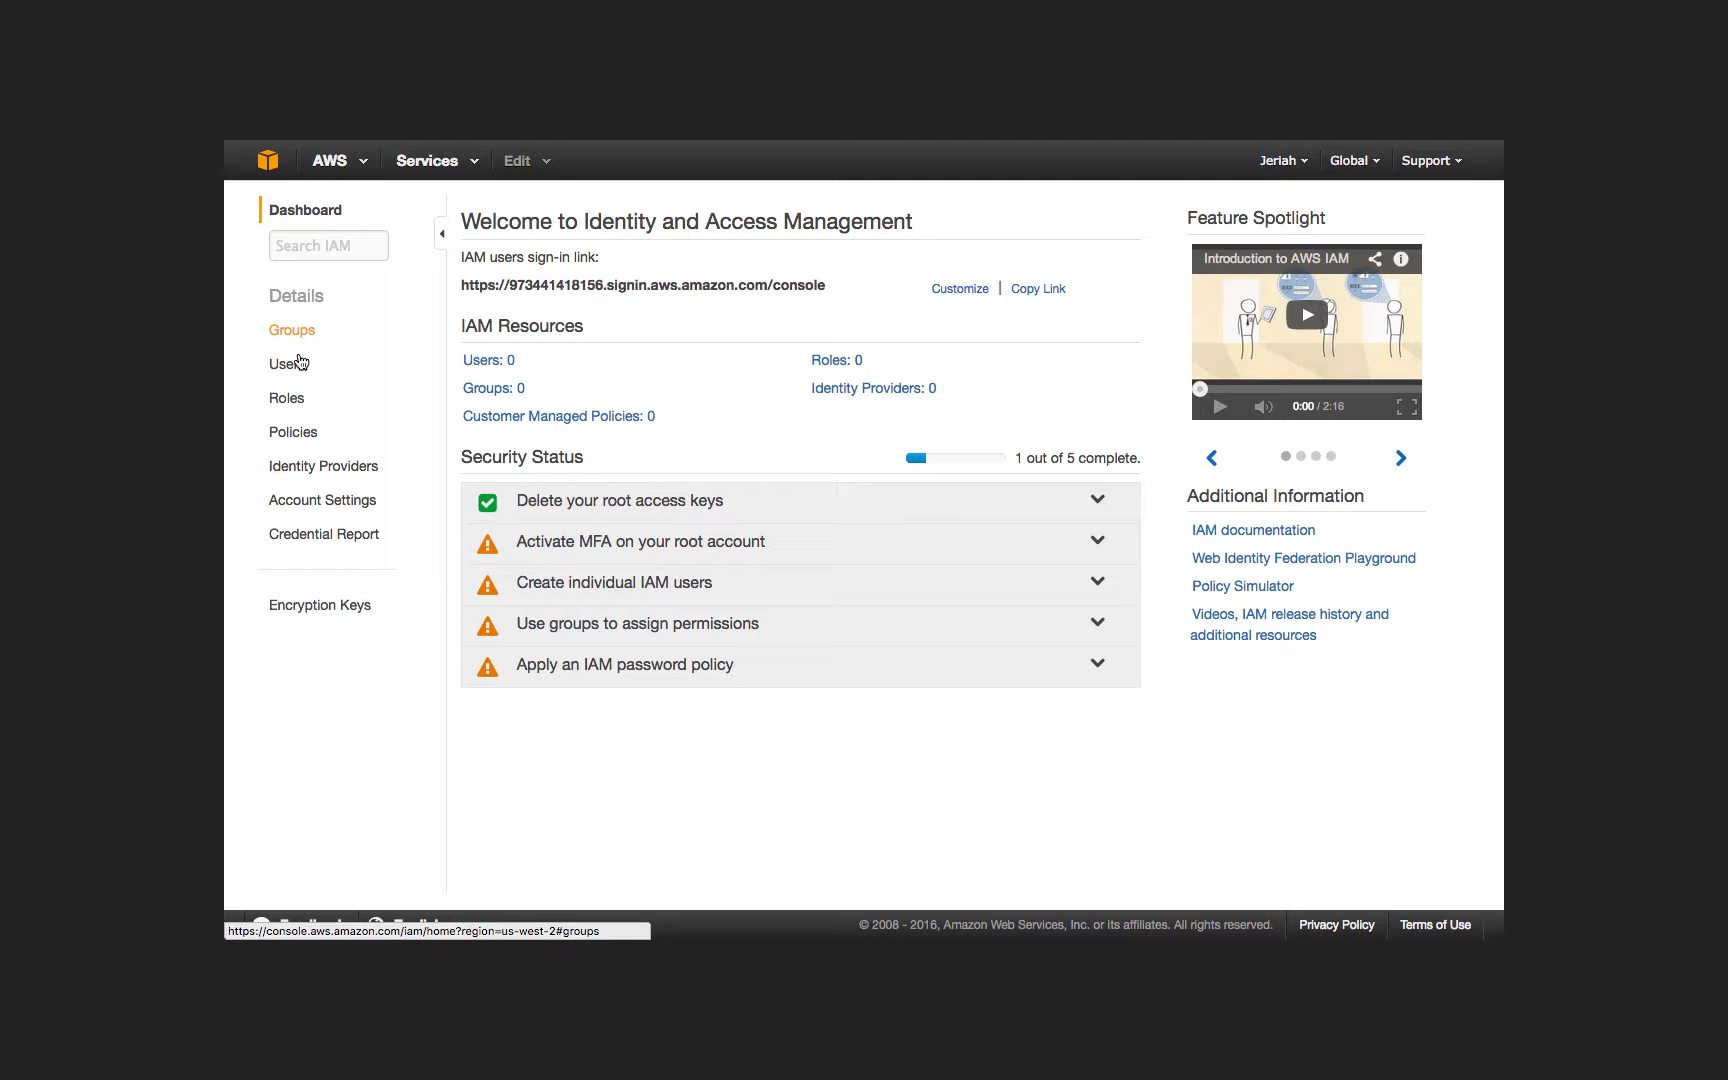 AWS Services Edit Jeriah Global Support
Dashboard
Search IAM
Details
Groups
Users
Roles
Policies
Identity Providers
Account Settings
Credential Report
Encryption Keys
Welcome to Identity and Access Management
IAM users sign-in link:
https://973441418156.signin.aws.amazon.com/console
Customize | Copy Link
IAM Resources
Users: 0 Roles: 0
Groups: 0 Identity Providers: 0
Customer Managed Policies: 0
Security Status 1 out of 5 complete.
Delete your root access keys
Activate MFA on your root account
Create individual IAM users
Use groups to assign permissions
Apply an IAM password policy
Feature Spotlight
Introduction to AWS IAM
0:00 / 2:16
Additional Information
IAM documentation
Web Identity Federation Playground
Policy Simulator
Videos, IAM release history and
additional resources
https://console.aws.amazon.com/iam/home?region=us-west-2#groups
© 2008 - 2016, Amazon Web Services, Inc. or its affiliates. All rights reserved. Privacy Policy Terms of Use